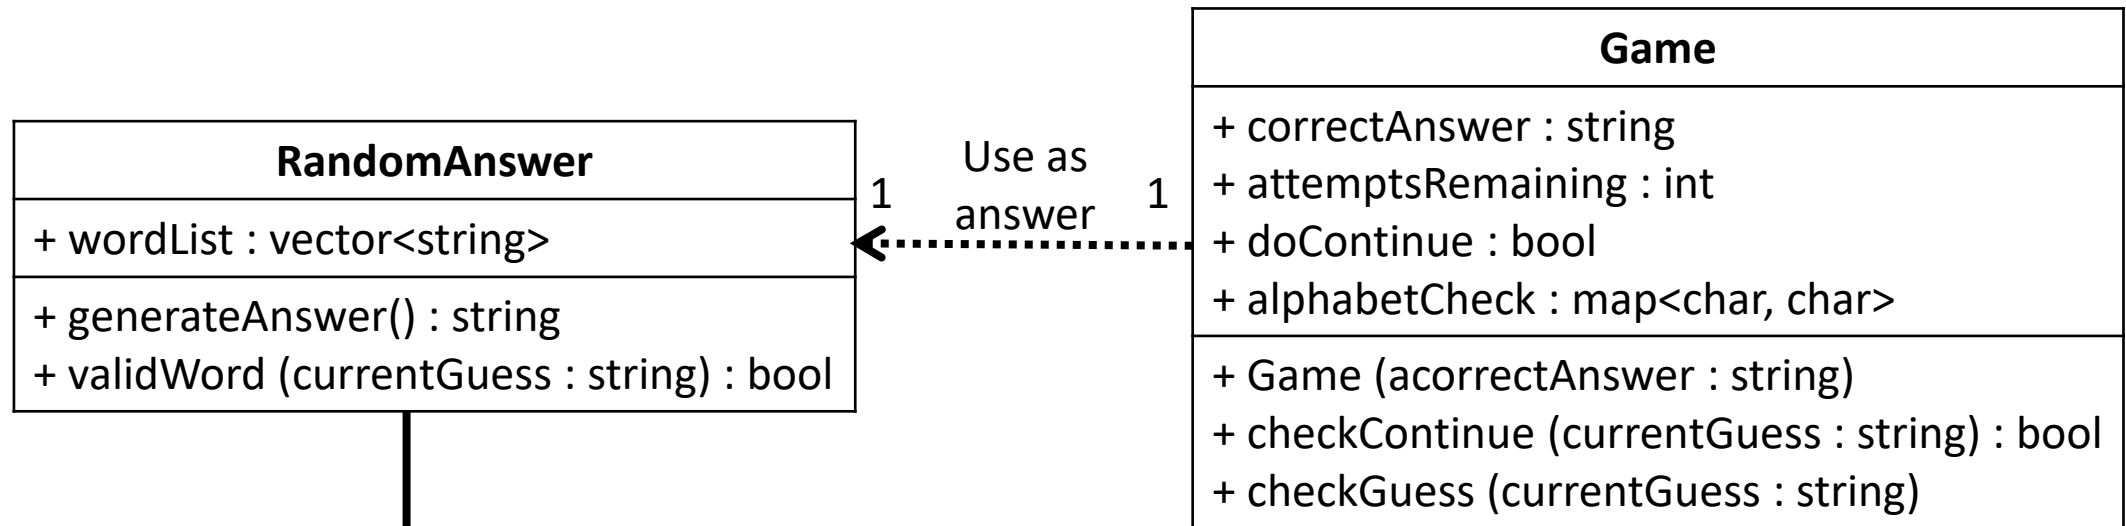 RandomAnswer
+ wordList : vector<string>
+ generateAnswer() : string
+ validWord (currentGuess : string) : bool
1
Use as
answer
1
Game
+ correctAnswer : string
+ attemptsRemaining : int
+ doContinue : bool
+ alphabetCheck : map<char, char>
+ Game (acorrectAnswer : string)
+ checkContinue (currentGuess : string) : bool
+ checkGuess (currentGuess : string)